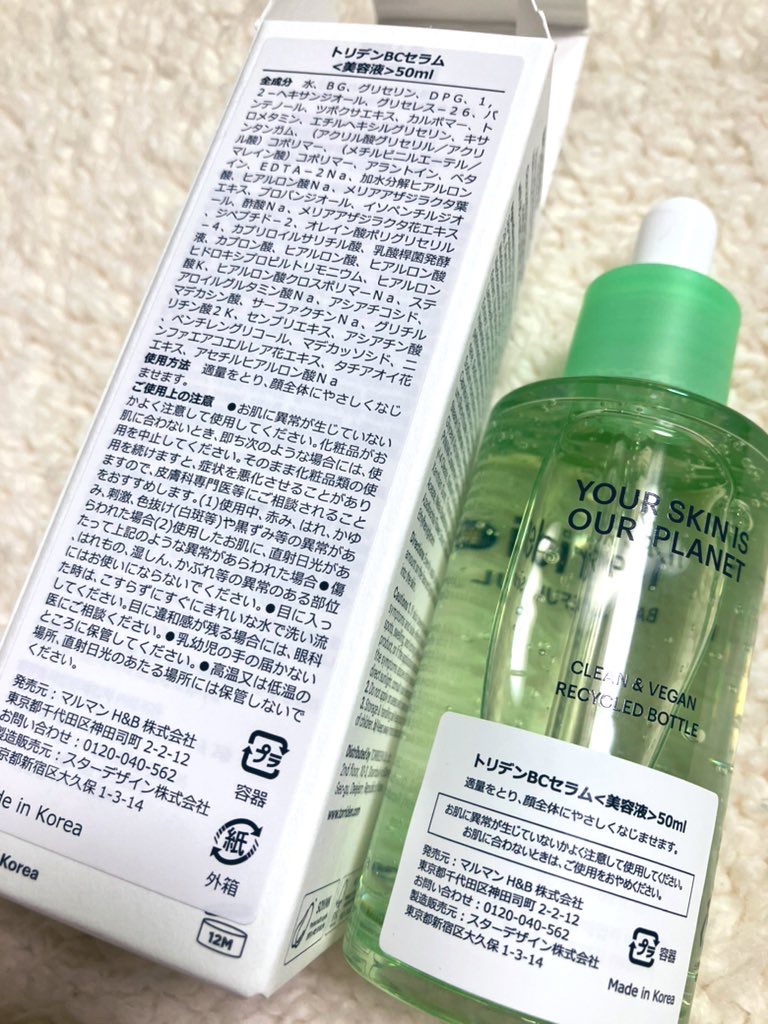 トリデンBCセラム
<美容液>50ml
全成分 水、BG、グリセリン、DPG、1,
2-ヘキサンジオール、グリセレス-26、パ
ンテノール、ツボクサエキス、カルボマー、ト
ロメタミン、エチルヘキシルグリセリン、キサ
ンタンガム、（アクリル酸グリセリル／アクリ
ル酸）コポリマー、（メチルビニルエーテル／
マレイン酸）コポリマー、アラントイン、ベタ
イン、EDTA-2Na、加水分解ヒアルロン
酸、ヒアルロン酸Na、メリアアザジラクタ葉
エキス、プロパンジオール、イソペンチルジオ
ール、酢酸Na、メリアアザジラクタ花エキス
、ジペプチド-2、オレイン酸ポリグリセリル
-4、カプリロイルサリチル酸、乳酸桿菌発酵
液、カプロン酸、ヒアルロン酸、ヒアルロン酸
ヒドロキシプロピルトリモニウム、ヒアルロン
酸K、ヒアルロン酸クロスポリマーNa、ステ
アロイルグルタミン酸Na、アシアチコシド、
マデカシン酸、サーファクチンNa、グリチル
リチン酸2K、センブリエキス、アシアチン酸
、ペンチレングリコール、マデカッソシド、ニ
ンファエアコエルレア花エキス、タチアオイ花
エキス、アセチルヒアルロン酸Na
使用方法 適量をとり、顔全体にやさしくなじ
ませます。
ご使用上の注意 ●お肌に異常が生じていない
かよく注意して使用してください。化粧品がお
肌に合わないとき、即ち次のような場合には、使
用を中止してください。そのまま化粧品類の使
用を続けますと、症状を悪化させることがあり
ますので、皮膚科専門医等にご相談されること
をおすすめします。(1)使用中、赤み、はれ、かゆ
み、刺激、色抜け(白斑等)や黒ずみ等の異常があ
らわれた場合(2)使用したお肌に、直射日光があ
たって上記のような異常があらわれた場合●傷
、はれもの、湿しん、かぶれ等の異常のある部位
にはお使いにならないでください。●目に入っ
た時は、こすらずにすぐにきれいな水で洗い流
してください。目に違和感が残る場合には、眼科
医にご相談ください。●乳幼児の手の届かない
ところに保管してください。●高温又は低温の
場所、直射日光のあたる場所には保管しないで
ください。
発売元：マルマンH&B株式会社
東京都千代田区神田司町2-2-12
お問い合わせ：0120-040-562
製造販売元：スターデザイン株式会社
東京都新宿区大久保1-3-14
Made in Korea
プラ
容器
紙
外箱
Korea
12M
YOUR SKIN IS
OUR PLANET
CLEAN & VEGAN
RECYCLED BOTTLE
トリデンBCセラム<美容液>50ml
適量をとり、顔全体にやさしくなじませます。
お肌に異常が生じていないかよく注意して使用してください。
お肌に合わないときは、ご使用をおやめください。
発売元：マルマンH&B株式会社
東京都千代田区神田司町2-2-12
お問い合わせ：0120-040-562
製造販売元：スターデザイン株式会社
東京都新宿区大久保1-3-14
プラ 容器
Made in Korea